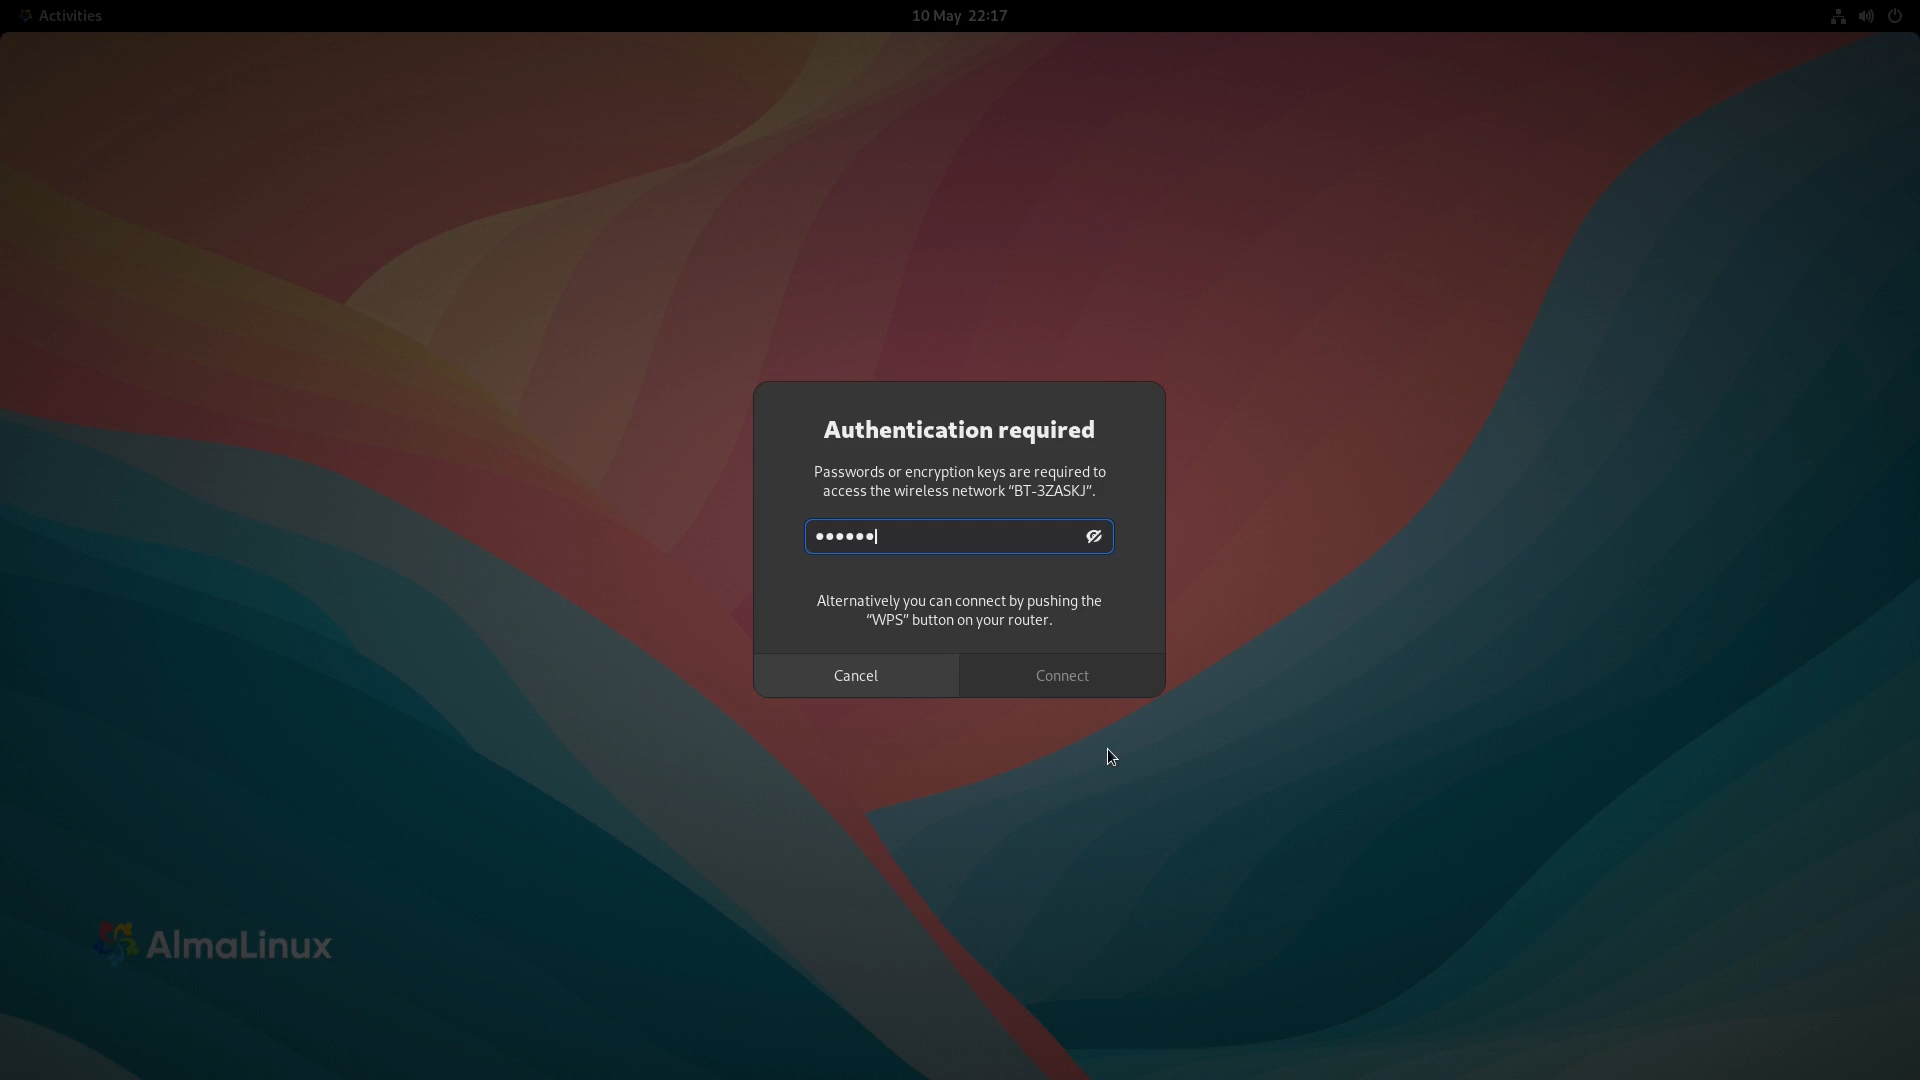 Activities
10 May 22:17
Authentication required
Passwords or encryption keys are required to
access the wireless network “BT-3ZASKJ”.
••••••
Alternatively you can connect by pushing the
“WPS” button on your router.
Cancel
Connect
AlmaLinux